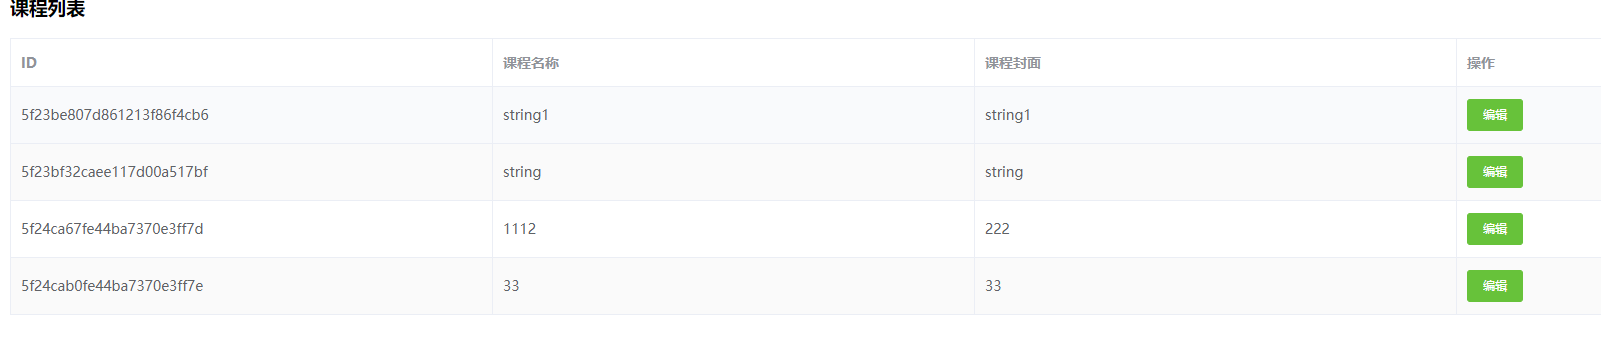 课程列表
ID 课程名称 课程封面 操作
5f23be807d861213f86f4cb6 string1 string1 编辑
5f23bf32caee117d00a517bf string string 编辑
5f24ca67fe44ba7370e3ff7d 1112 222 编辑
5f24cab0fe44ba7370e3ff7e 33 33 编辑